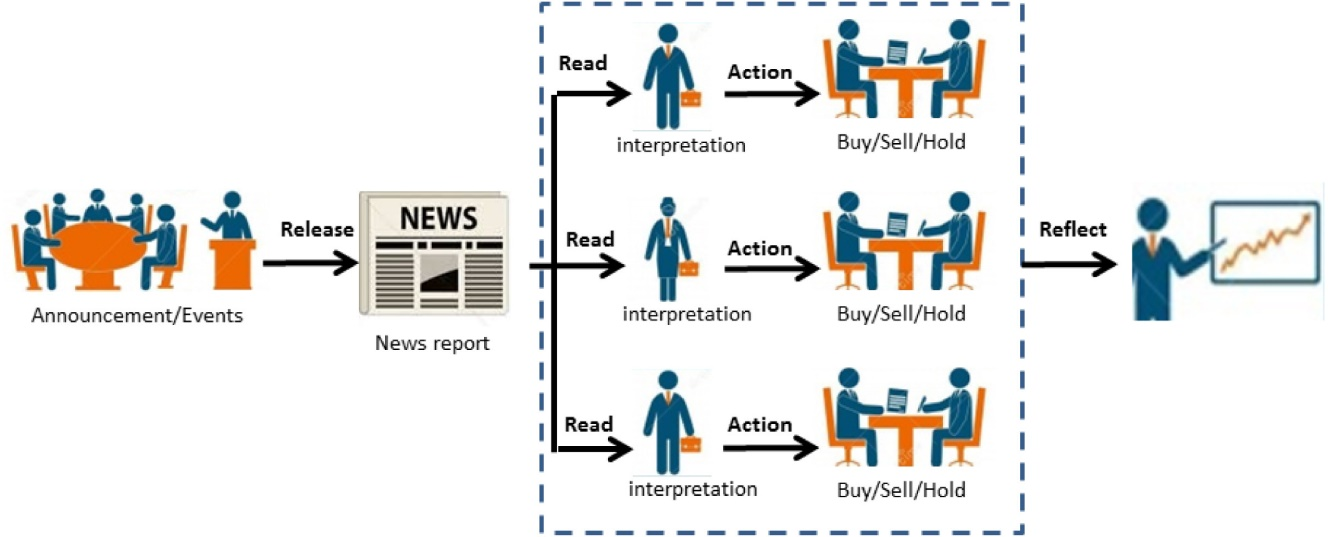 Read
Action
interpretation
Buy/Sell/Hold
Release
NEWS
Announcement/Events
News report
Read
Action
interpretation
Buy/Sell/Hold
Reflect
Read
Action
interpretation
Buy/Sell/Hold